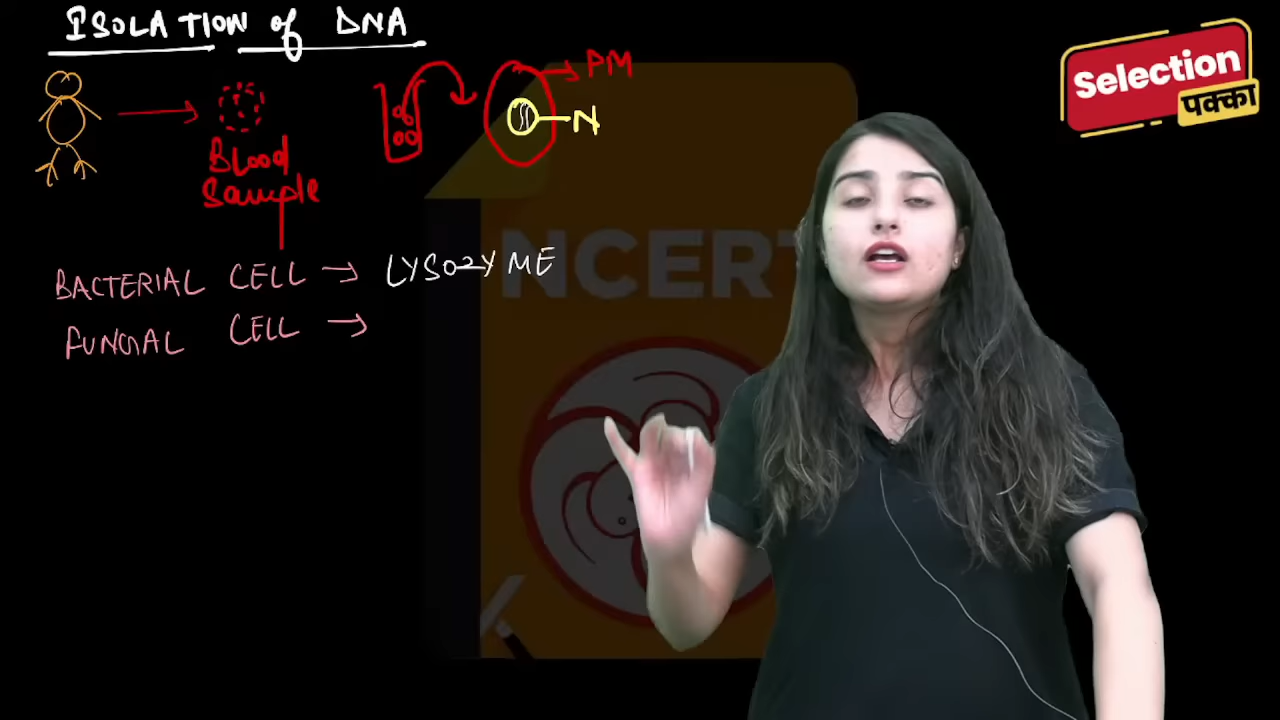 ISOLATION of DNA
Selection
पक्का
PM
N
Blood
Sample
NCERT
BACTERIAL CELL → LYSOZYME
FUNGAL CELL →